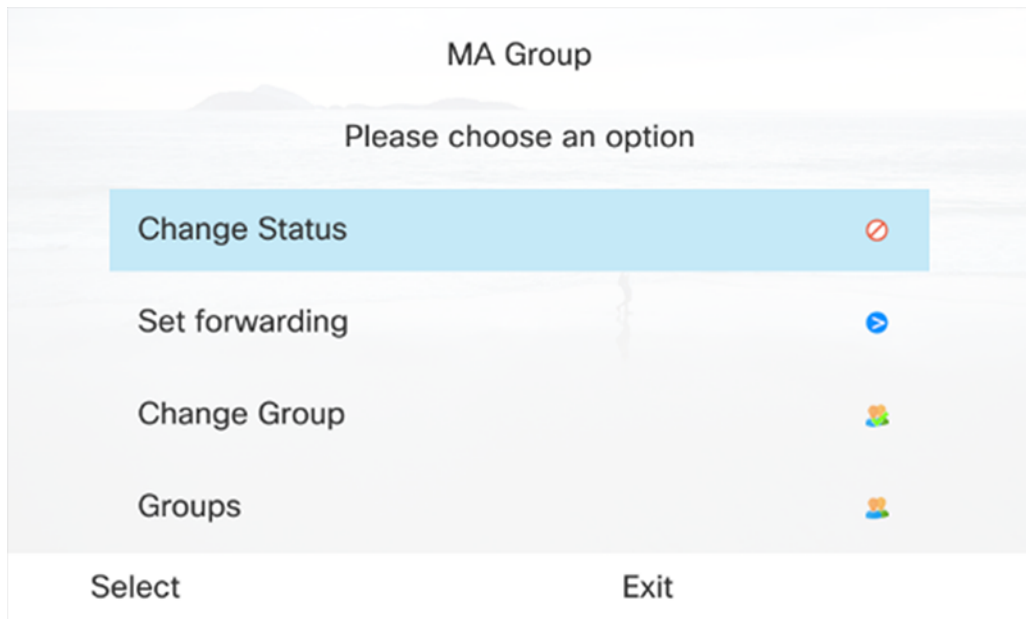 MA Group
Please choose an option
Change Status
Set forwarding
Change Group
Groups
Select Exit